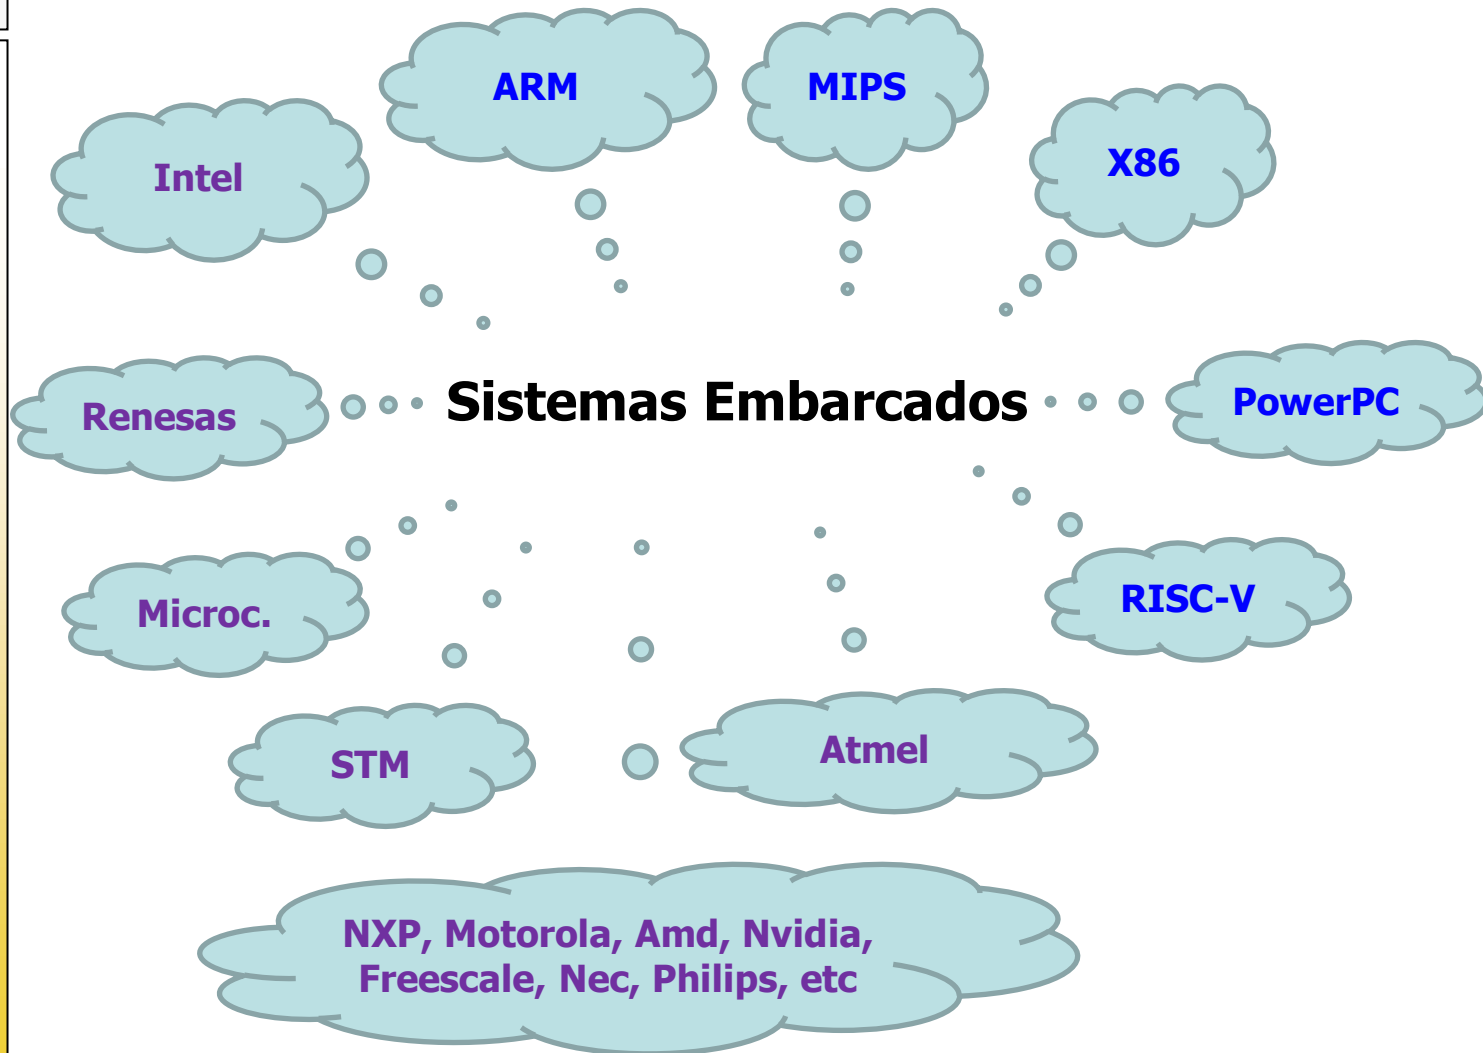 ARM
MIPS
X86
Intel
Sistemas Embarcados
PowerPC
Renesas
RISC-V
Microc.
Atmel
STM
NXP, Motorola, Amd, Nvidia,
Freescale, Nec, Philips, etc